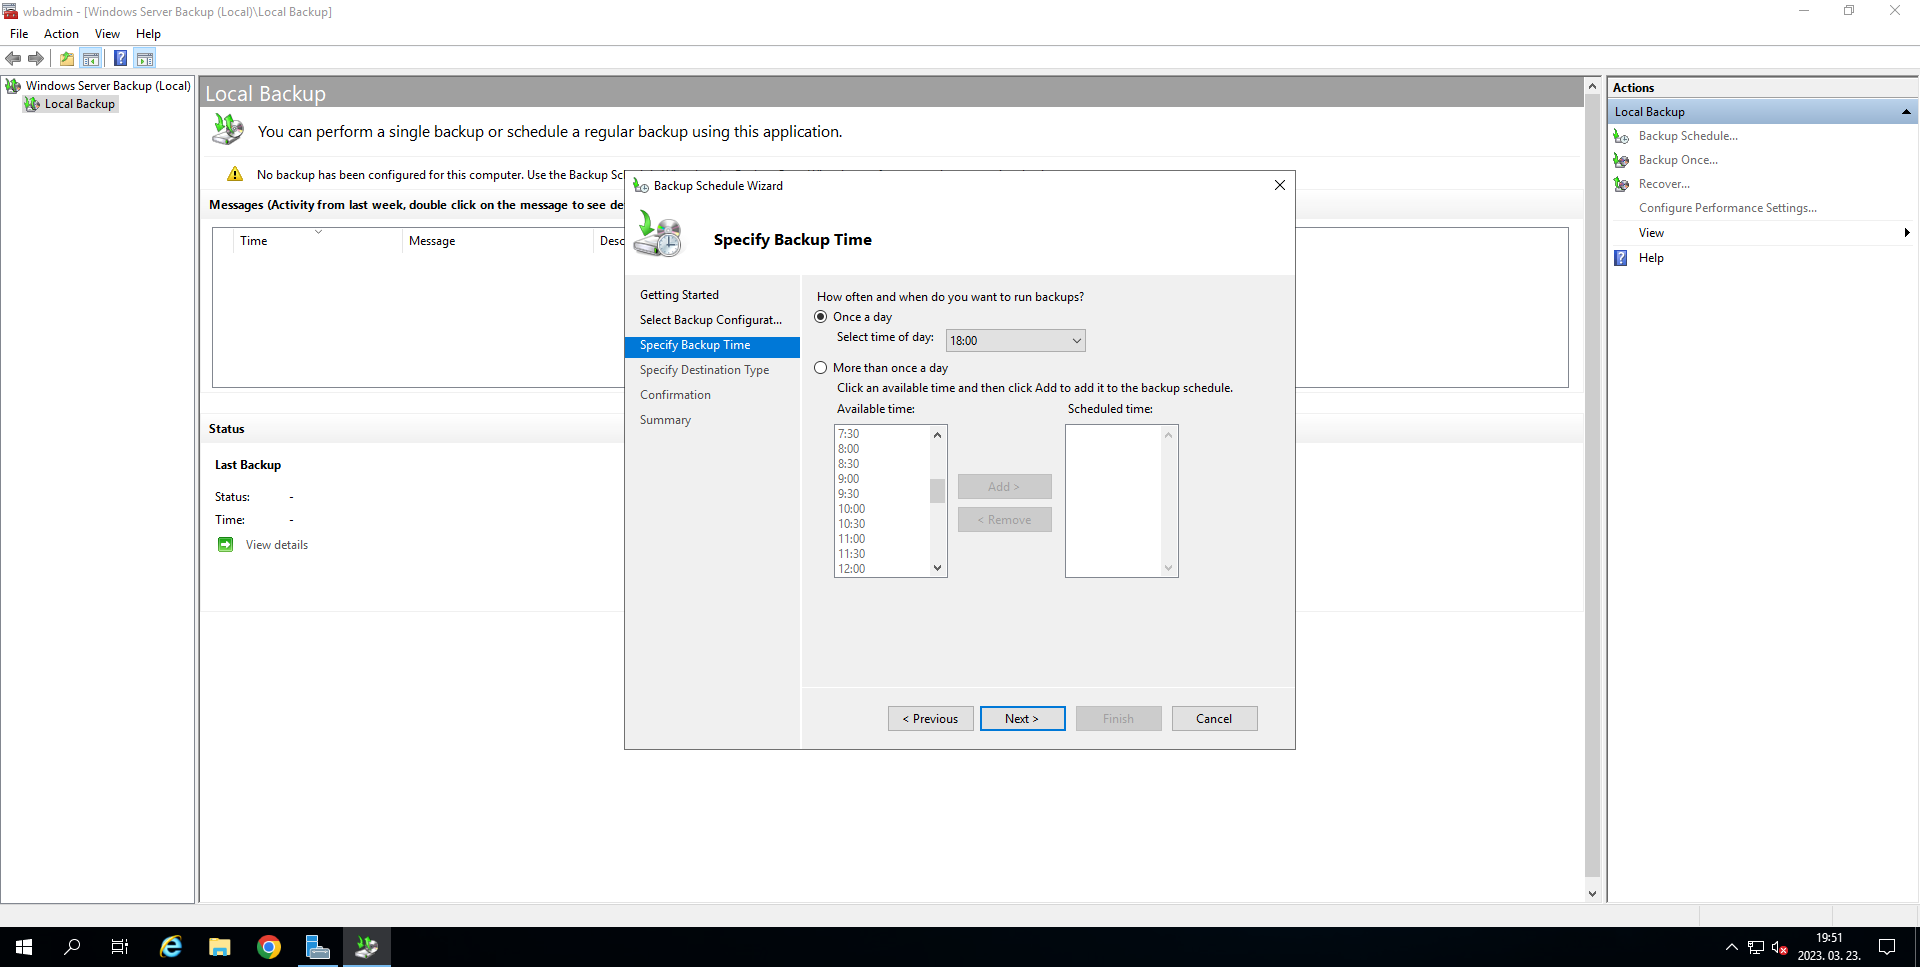 wbadmin - [Windows Server Backup (Local)\Local Backup]
File Action View Help
Windows Server Backup (Local)
Local Backup
Local Backup
You can perform a single backup or schedule a regular backup using this application.
No backup has been configured for this computer. Use the Backup Sc
Messages (Activity from last week, double click on the message to see de
Time Message Desc
Status
Last Backup
Status: -
Time: -
View details
Backup Schedule Wizard
Specify Backup Time
Getting Started
Select Backup Configurat...
Specify Backup Time
Specify Destination Type
Confirmation
Summary
How often and when do you want to run backups?
Once a day
Select time of day: 18:00
More than once a day
Click an available time and then click Add to add it to the backup schedule.
Available time: Scheduled time:
7:30
8:00
8:30
9:00
9:30
10:00
10:30
11:00
11:30
12:00
Add >
< Remove
< Previous Next > Finish Cancel
Actions
Local Backup
Backup Schedule...
Backup Once...
Recover...
Configure Performance Settings...
View
Help
19:51
2023. 03. 23.